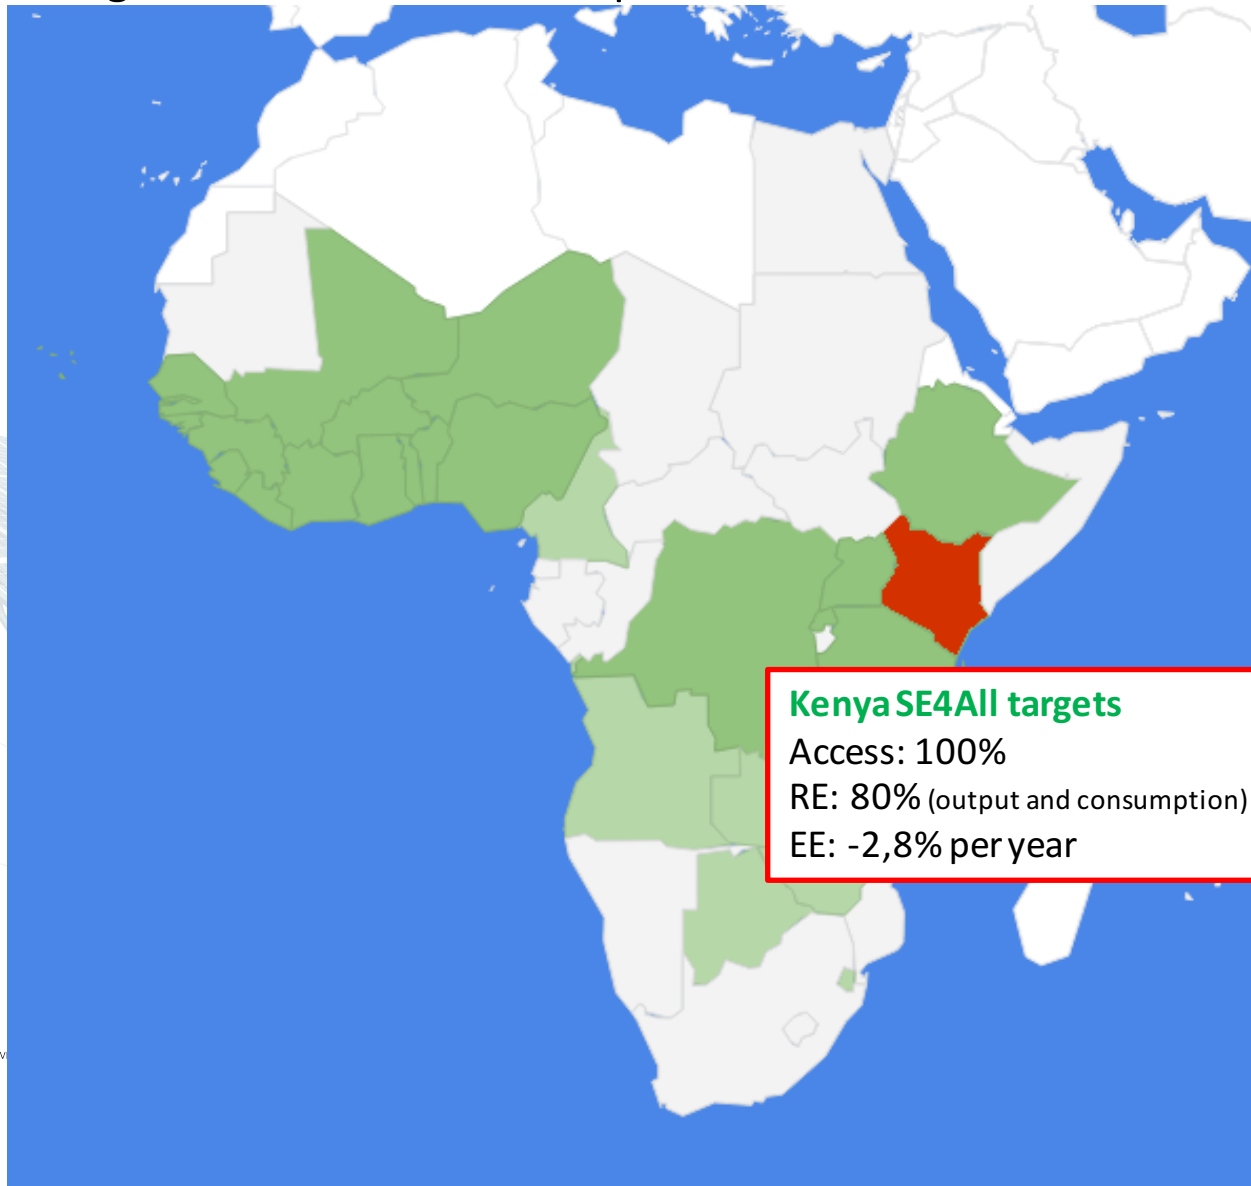 Kenya SE4All targets
Access: 100%
RE: 80% (output and consumption)
EE: -2,8% per year